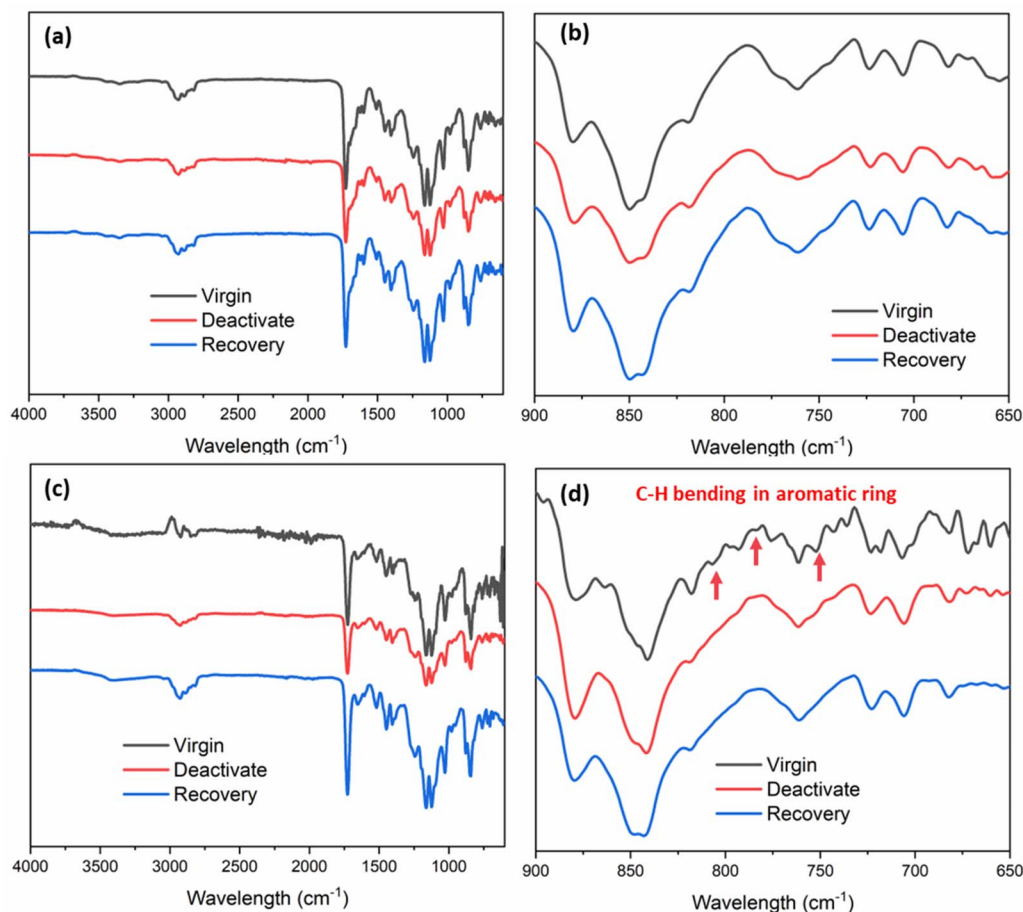 (a)
Virgin
Deactivate
Recovery
4000 3500 3000 2500 2000 1500 1000
Wavelength (cm⁻¹)
(b)
Virgin
Deactivate
Recovery
900 850 800 750 700 650
Wavelength (cm⁻¹)
(c)
Virgin
Deactivate
Recovery
4000 3500 3000 2500 2000 1500 1000
Wavelength (cm⁻¹)
(d)
C-H bending in aromatic ring
Virgin
Deactivate
Recovery
900 850 800 750 700 650
Wavelength (cm⁻¹)